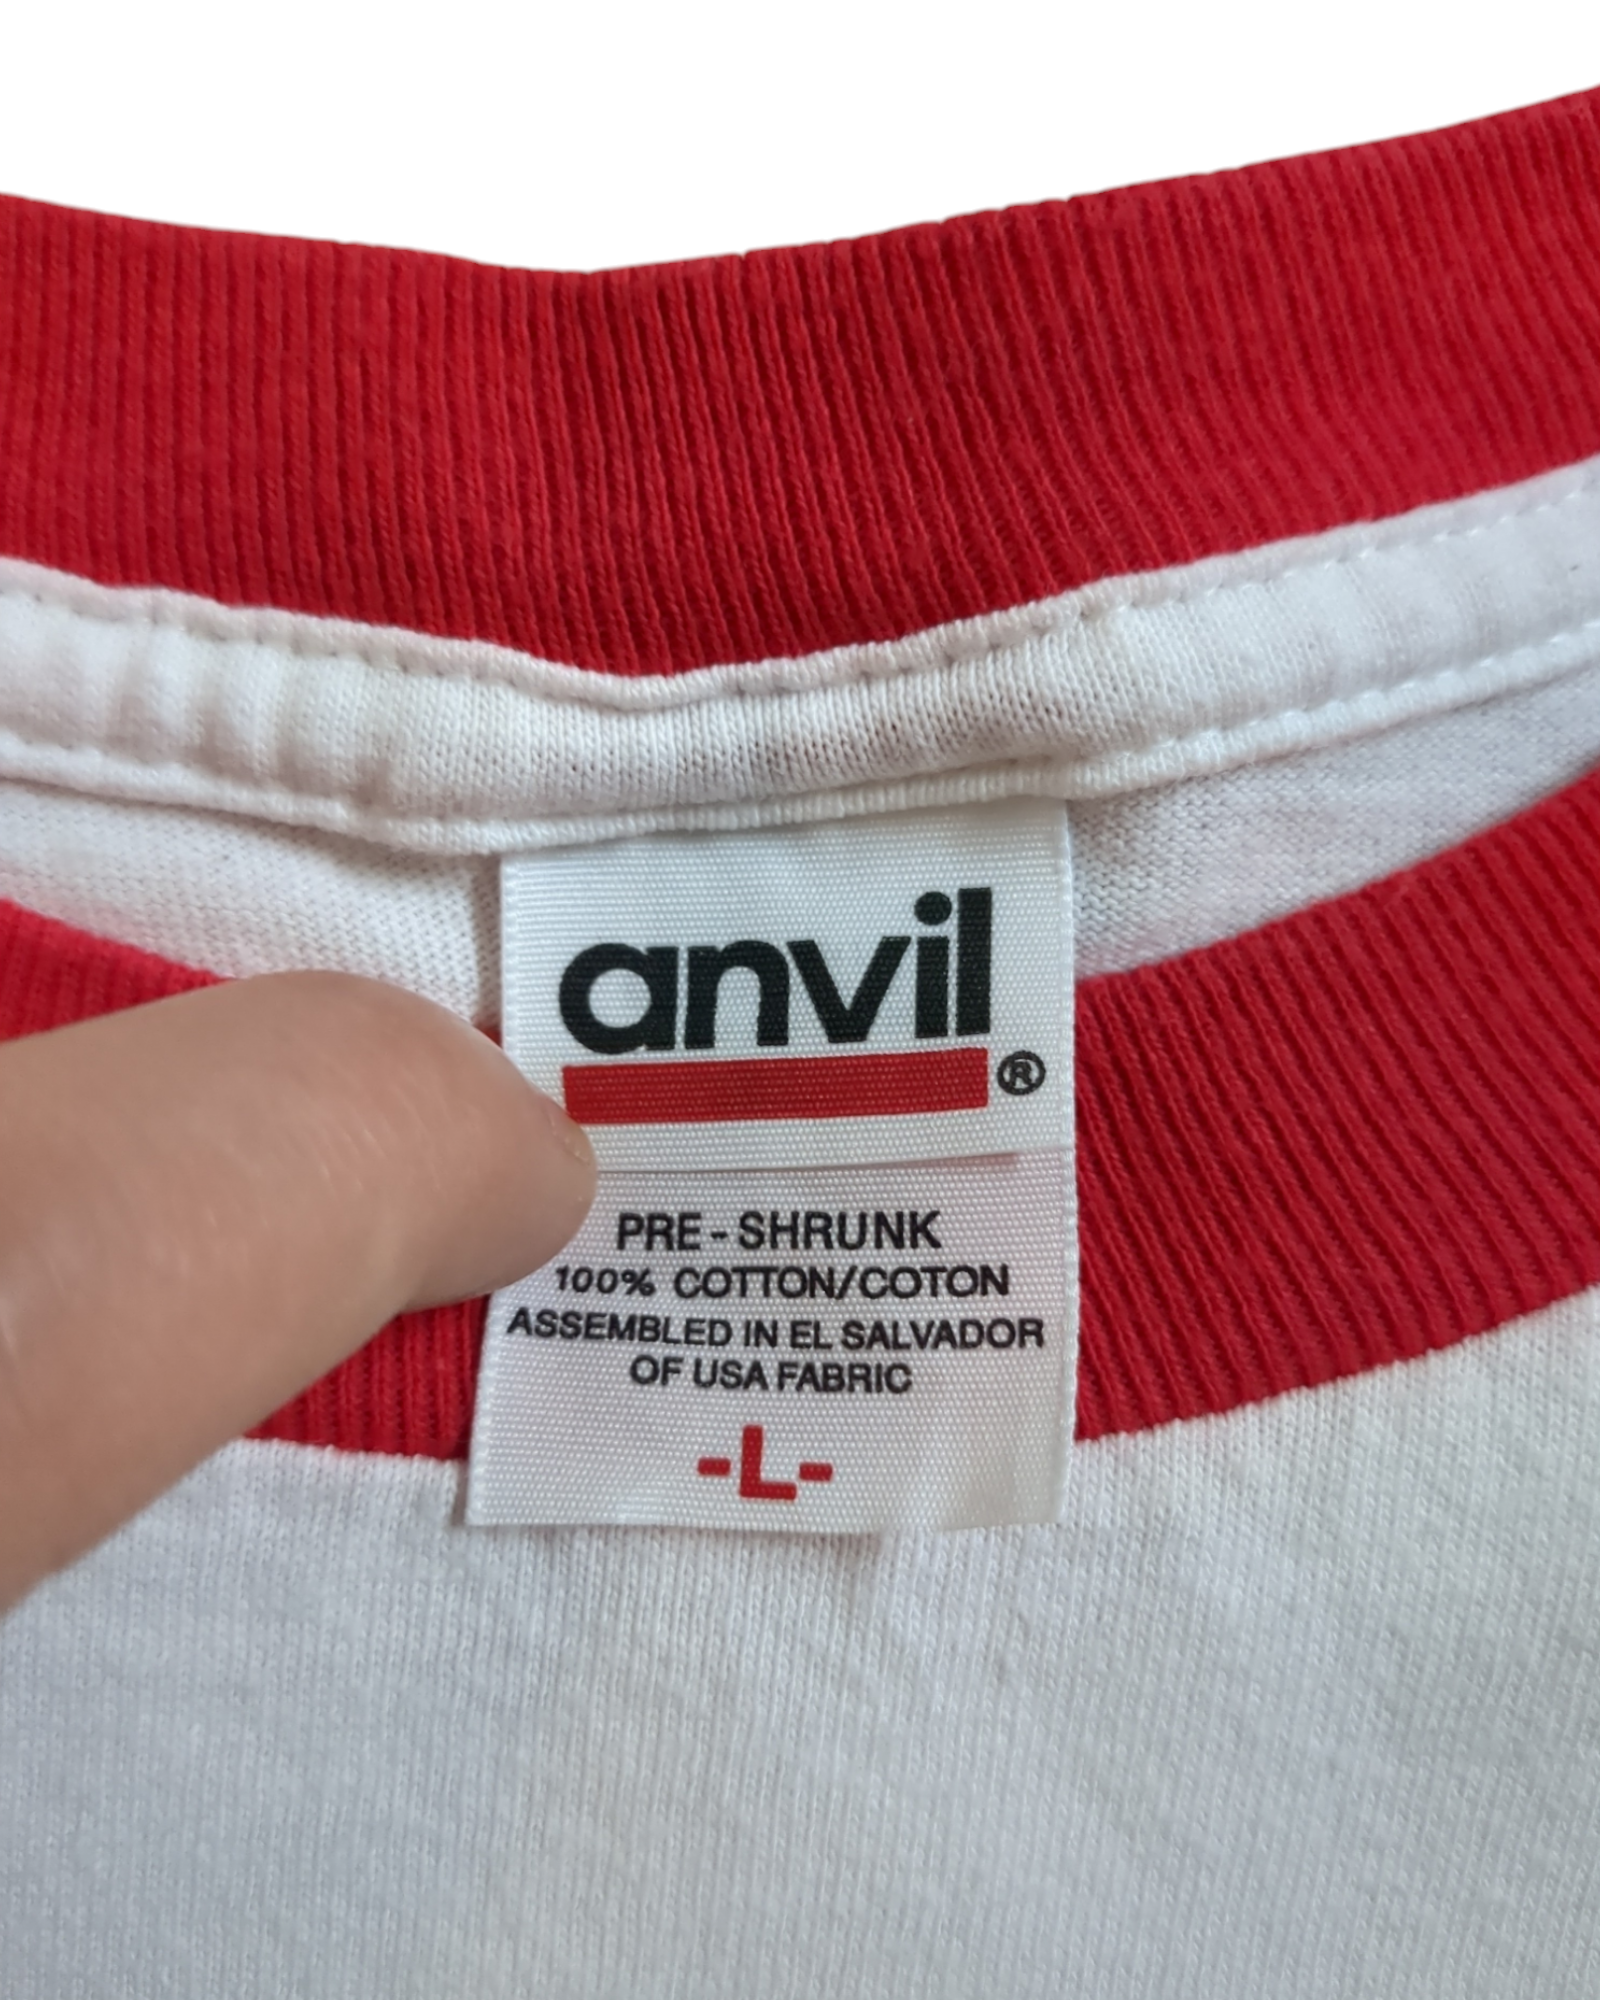 anvil
®
PRE-SHRUNK
100% COTTON/COTON
ASSEMBLED IN EL SALVADOR
OF USA FABRIC
-L-